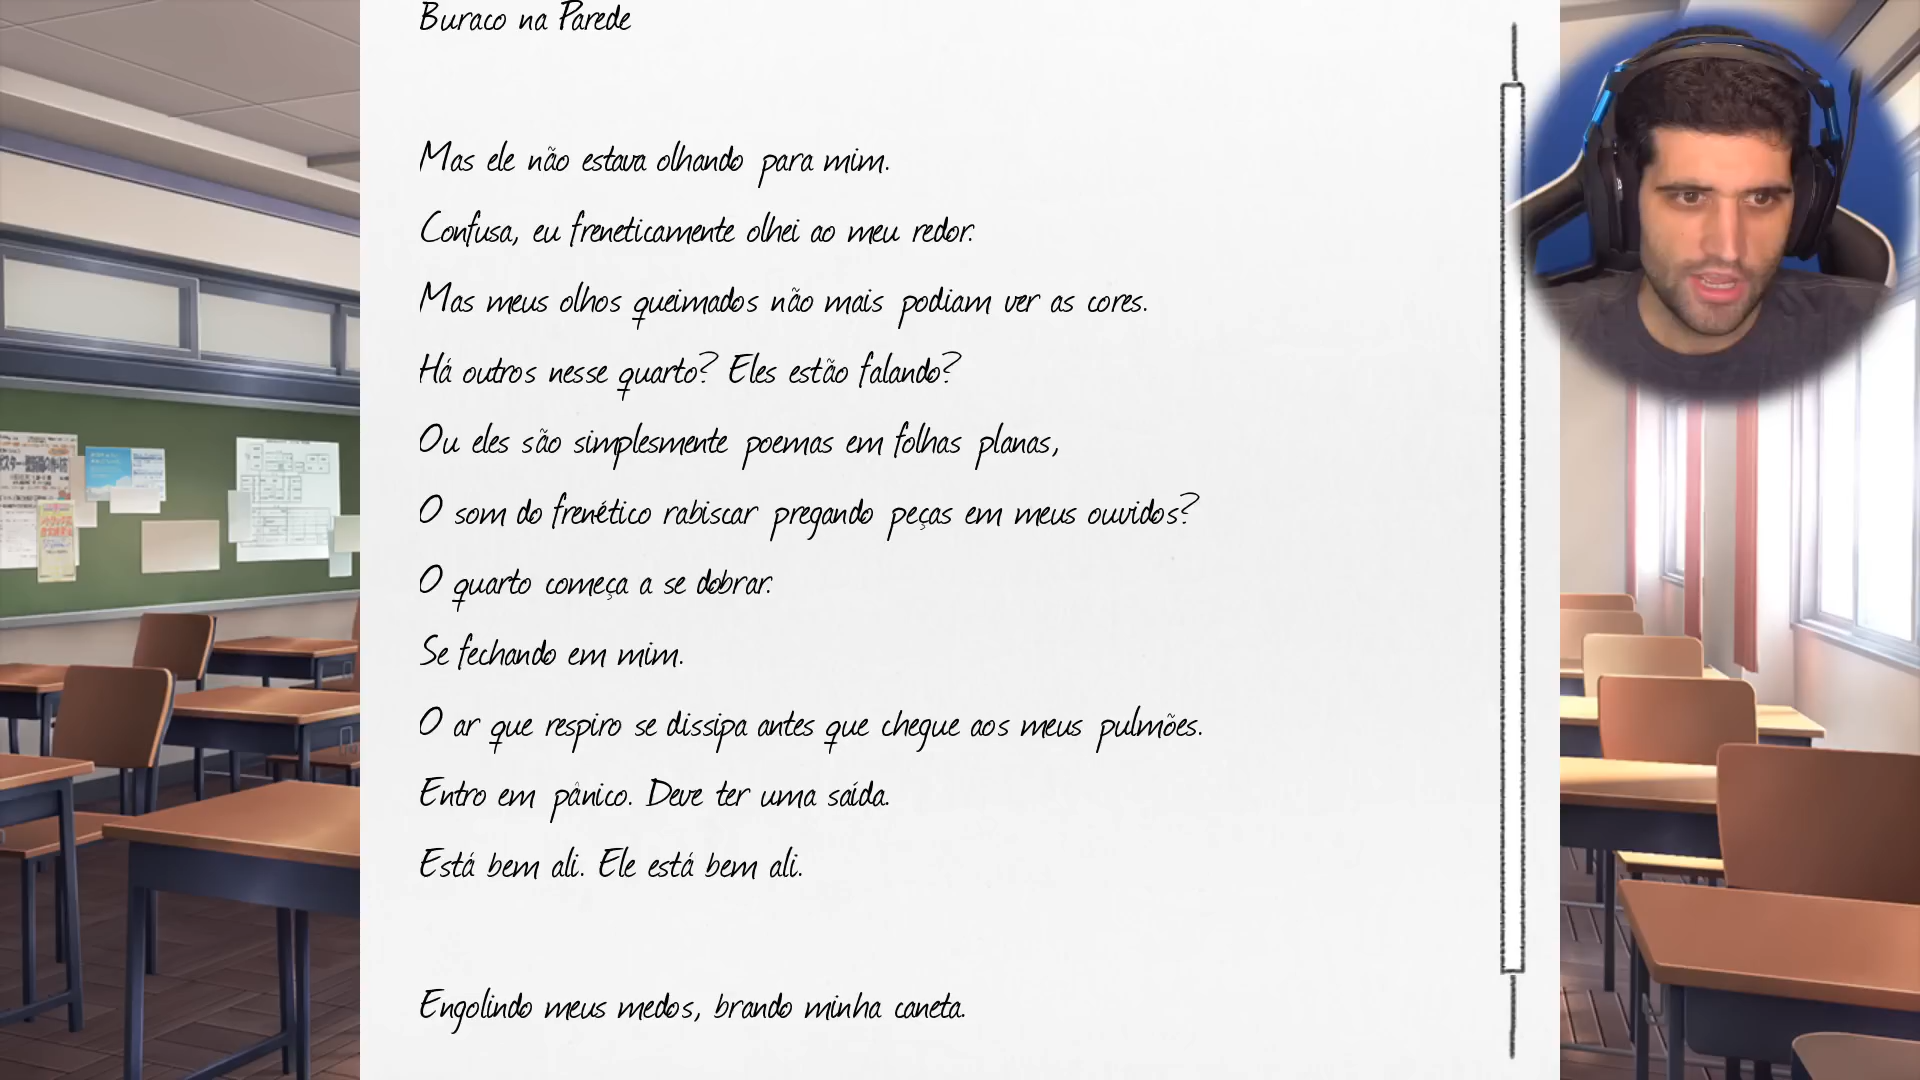 Buraco na Parede
Mas ele não estava olhando para mim.
Confusa, eu freneticamente olhei ao meu redor.
Mas meus olhos queimados não mais podiam ver as cores.
Há outros nesse quarto? Eles estão falando?
Ou eles são simplesmente poemas em folhas planas,
O som do frenético rabiscar pregando peças em meus ouvidos?
O quarto começa a se dobrar.
Se fechando em mim.
O ar que respiro se dissipa antes que chegue aos meus pulmões.
Entro em pânico. Deve ter uma saída.
Está bem ali. Ele está bem ali.
Engolindo meus medos, brando minha caneta.